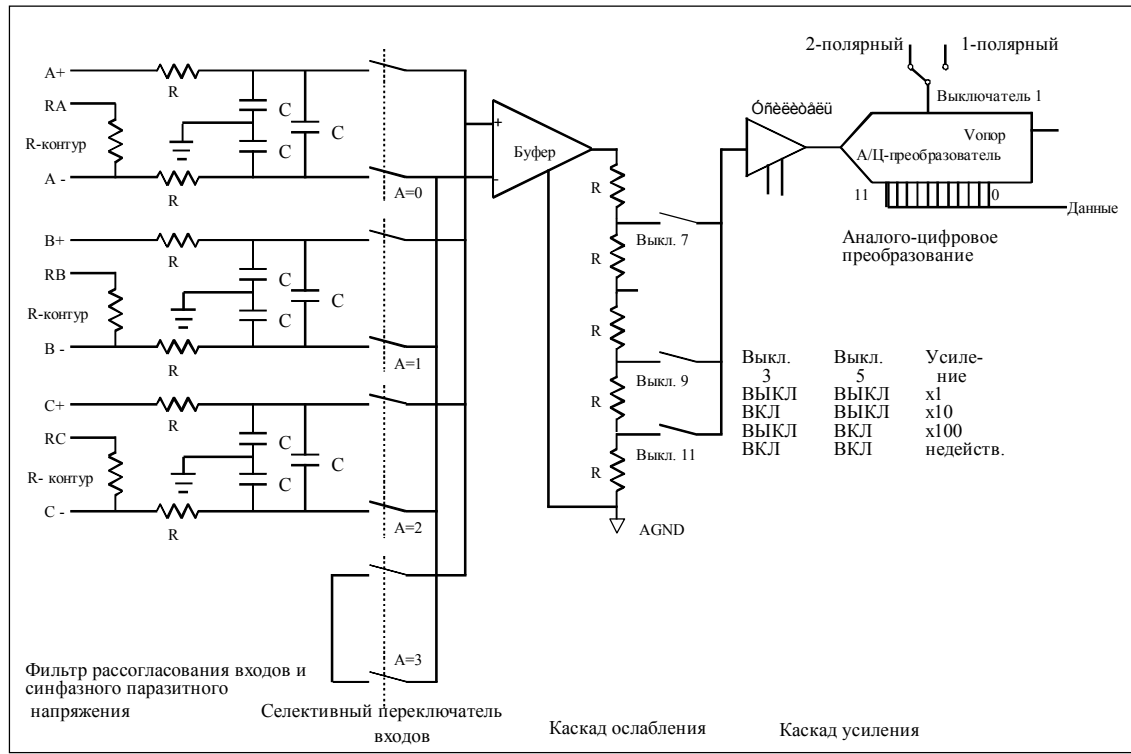 2-полярный 1-полярный
A+
R
C
RA
Выключатель 1
Óñèëèòåëü
R-контур
C
C
+
Буфер
Vопор
А/Ц-преобразователь
A -
R
A=0
-
R
11
0
Данные
B+
R
C
Выкл. 7
Аналого-цифровое
преобразование
RB
R
R-контур
C
C
R
B -
R
A=1
Выкл. 9
Выкл. Выкл. Усиле-
3 5 ние
ВЫКЛ ВЫКЛ x1
ВКЛ ВЫКЛ x10
ВЫКЛ ВКЛ x100
ВКЛ ВКЛ недейств.
C+
R
C
R
RC
Выкл. 11
R- контур
C
C
R
C -
R
A=2
AGND
A=3
Фильтр рассогласования входов и
синфазного паразитного
напряжения
Селективный переключатель
входов
Каскад ослабления
Каскад усиления